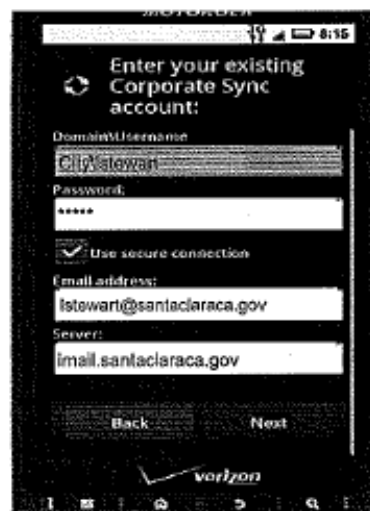 MOTOROLA
8:15
Enter your existing
Corporate Sync
account:
Domain\Username
City\lstewart
Password:
*****
Use secure connection
Email address:
lstewart@santaclaraca.gov
Server:
imail.santaclaraca.gov
Back Next
verizon